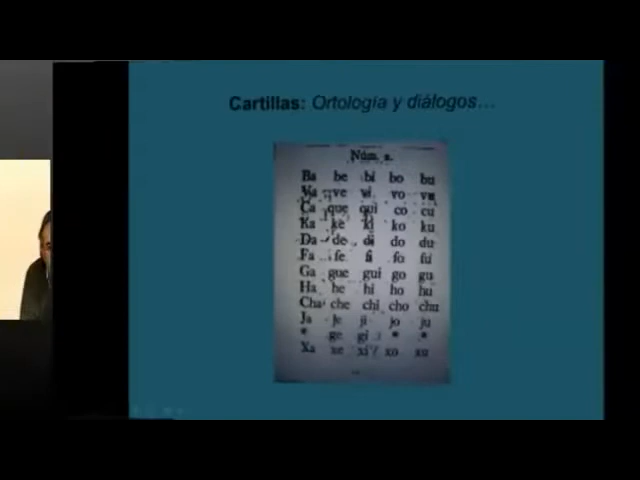 Cartillas: Ortología y diálogos...
Núm. 2.
Ba be bi bo bu
Va ve vi vo vu
Ca que qui co cu
Ka ke ki ko ku
Da de di do du
Fa fe fi fo fu
Ga gue gui go gu
Ha he hi ho hu
Cha che chi cho chu
Ja je ji jo ju
* ge gi * *
Xa xe xi xo xu